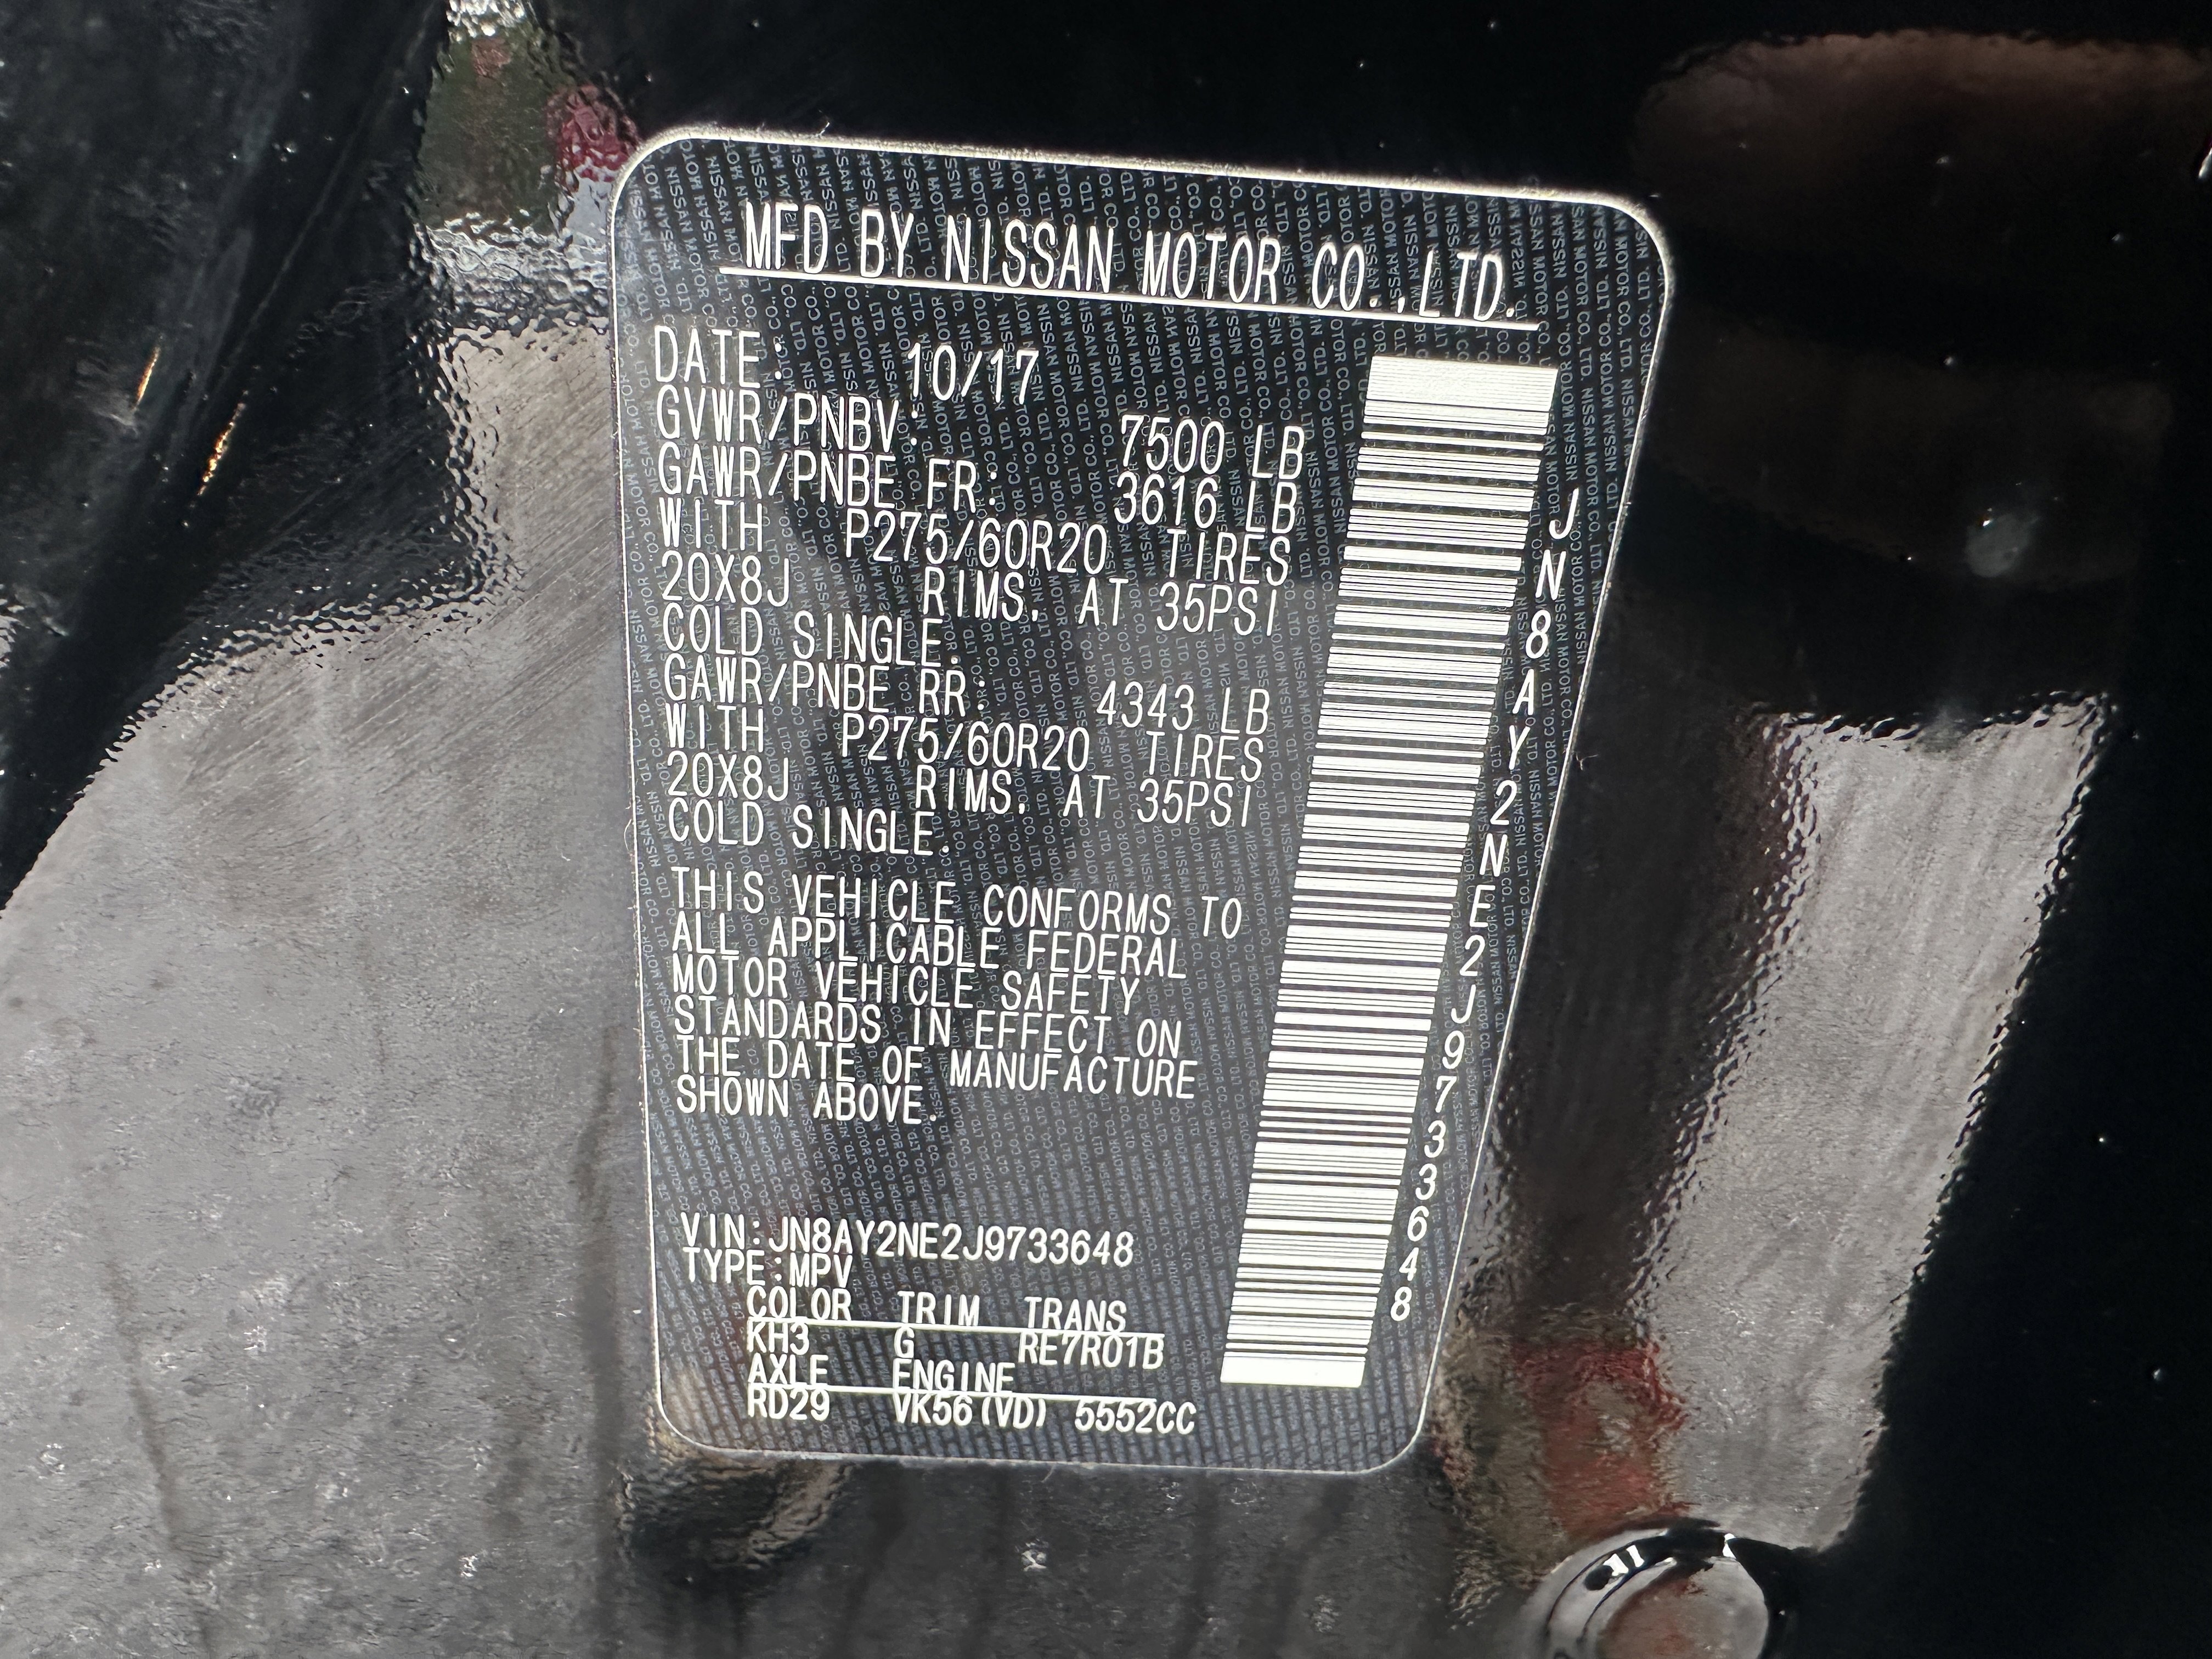 MFD BY NISSAN MOTOR CO.,LTD.
DATE: 10/17
GVWR/PNBV: 7500 LB
GAWR/PNBE FR: 3616 LB
WITH P275/60R20 TIRES
20X8J RIMS, AT 35PSI
COLD SINGLE.
GAWR/PNBE RR: 4343 LB
WITH P275/60R20 TIRES
20X8J RIMS, AT 35PSI
COLD SINGLE.
THIS VEHICLE CONFORMS TO
ALL APPLICABLE FEDERAL
MOTOR VEHICLE SAFETY
STANDARDS IN EFFECT ON
THE DATE OF MANUFACTURE
SHOWN ABOVE.
VIN:JN8AY2NE2J9733648
TYPE:MPV
COLOR TRIM TRANS
KH3 G RE7R01B
AXLE ENGINE
RD29 VK56(VD) 5552CC
JN8AY2NE2J9733648